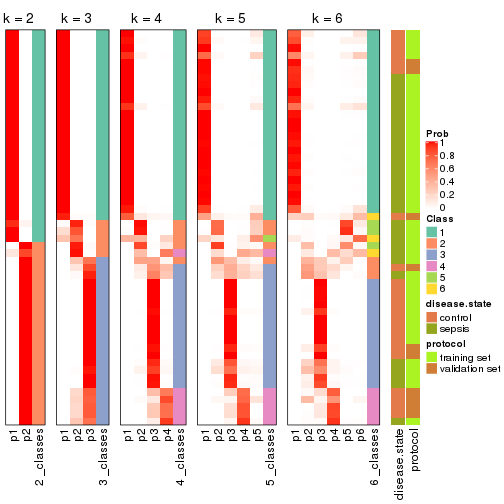 k = 2
k = 3
k = 4
k = 5
k = 6
Prob
1
0.8
0.6
0.4
0.2
0
Class
1
2
3
4
5
6
disease.state
control
sepsis
protocol
training set
validation set
p1
p2
2_classes
p1
p2
p3
3_classes
p1
p2
p3
p4
4_classes
p1
p2
p3
p4
p5
5_classes
p1
p2
p3
p4
p5
p6
6_classes
disease.state
protocol